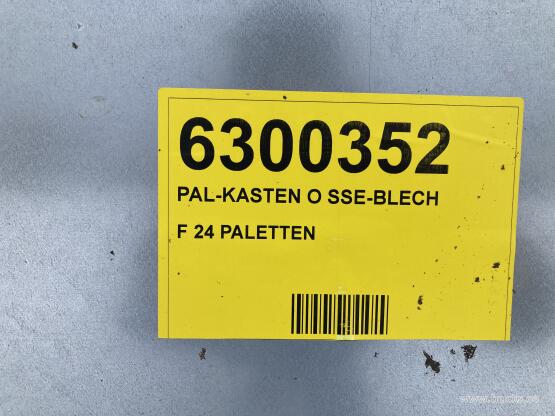 6300352
PAL-KASTEN O SSE-BLECH
F 24 PALETTEN